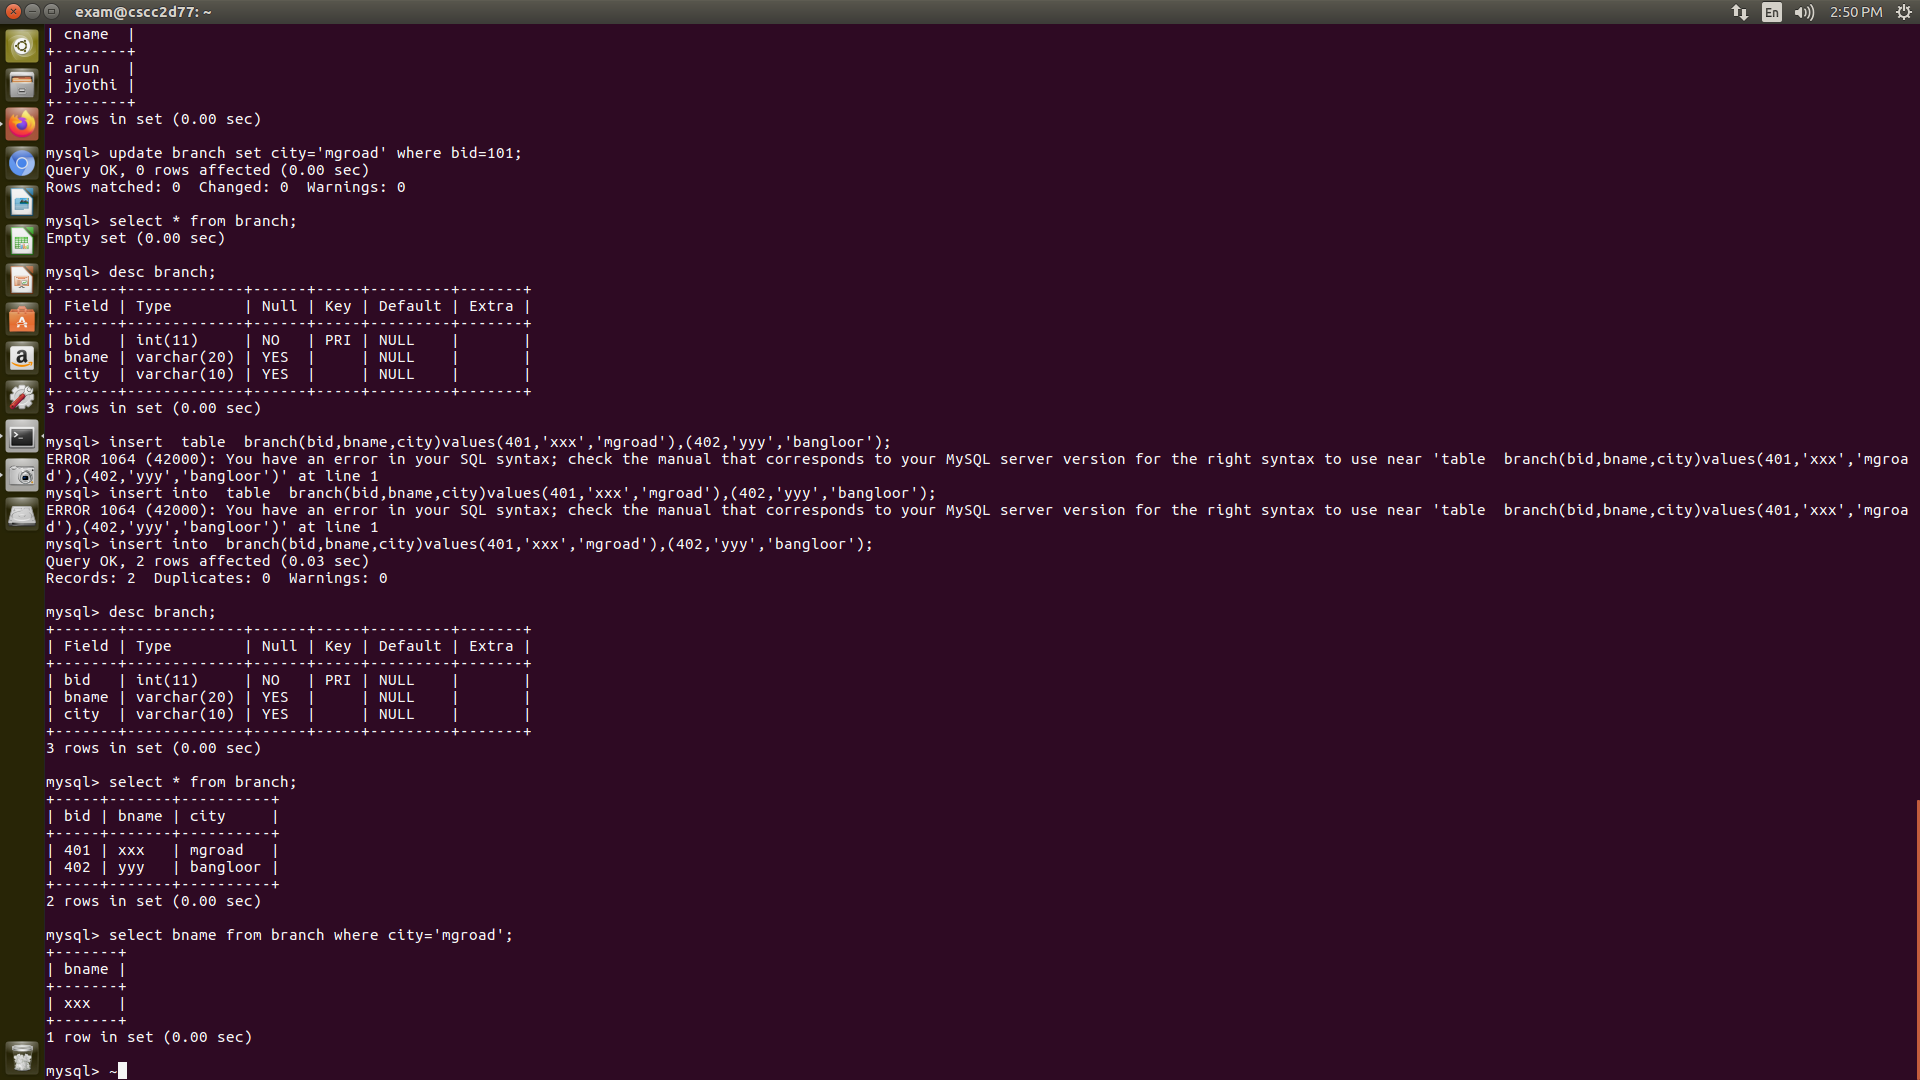 exam@cscc2d77: ~
En
2:50 PM
| cname  |
+--------+
| arun   |
| jyothi |
+--------+
2 rows in set (0.00 sec)
mysql> update branch set city='mgroad' where bid=101;
Query OK, 0 rows affected (0.00 sec)
Rows matched: 0  Changed: 0  Warnings: 0
mysql> select * from branch;
Empty set (0.00 sec)
mysql> desc branch;
+-------+-------------+------+-----+---------+-------+
| Field | Type        | Null | Key | Default | Extra |
+-------+-------------+------+-----+---------+-------+
| bid   | int(11)     | NO   | PRI | NULL    |       |
| bname | varchar(20) | YES  |     | NULL    |       |
| city  | varchar(10) | YES  |     | NULL    |       |
+-------+-------------+------+-----+---------+-------+
3 rows in set (0.00 sec)
mysql> insert  table  branch(bid,bname,city)values(401,'xxx','mgroad'),(402,'yyy','bangloor');
ERROR 1064 (42000): You have an error in your SQL syntax; check the manual that corresponds to your MySQL server version for the right syntax to use near 'table  branch(bid,bname,city)values(401,'xxx','mgroa
d'),(402,'yyy','bangloor')' at line 1
mysql> insert into  table  branch(bid,bname,city)values(401,'xxx','mgroad'),(402,'yyy','bangloor');
ERROR 1064 (42000): You have an error in your SQL syntax; check the manual that corresponds to your MySQL server version for the right syntax to use near 'table  branch(bid,bname,city)values(401,'xxx','mgroa
d'),(402,'yyy','bangloor')' at line 1
mysql> insert into  branch(bid,bname,city)values(401,'xxx','mgroad'),(402,'yyy','bangloor');
Query OK, 2 rows affected (0.03 sec)
Records: 2  Duplicates: 0  Warnings: 0
mysql> desc branch;
+-------+-------------+------+-----+---------+-------+
| Field | Type        | Null | Key | Default | Extra |
+-------+-------------+------+-----+---------+-------+
| bid   | int(11)     | NO   | PRI | NULL    |       |
| bname | varchar(20) | YES  |     | NULL    |       |
| city  | varchar(10) | YES  |     | NULL    |       |
+-------+-------------+------+-----+---------+-------+
3 rows in set (0.00 sec)
mysql> select * from branch;
+-----+-------+----------+
| bid | bname | city     |
+-----+-------+----------+
| 401 | xxx   | mgroad   |
| 402 | yyy   | bangloor |
+-----+-------+----------+
2 rows in set (0.00 sec)
mysql> select bname from branch where city='mgroad';
+-------+
| bname |
+-------+
| xxx   |
+-------+
1 row in set (0.00 sec)
mysql> ~